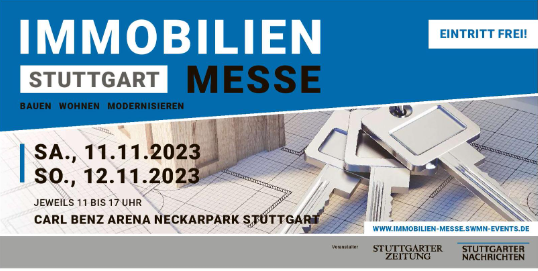 IMMOBILIEN
EINTRITT FREI!
STUTTGART MESSE
BAUEN WOHNEN MODERNISIEREN
SA., 11.11.2023
SO., 12.11.2023
JEWEILS 11 BIS 17 UHR
CARL BENZ ARENA NECKARPARK STUTTGART
WWW.IMMOBILIEN-MESSE.SWMN-EVENTS.DE
Veranstalter
STUTTGARTER
ZEITUNG
STUTTGARTER
NACHRICHTEN